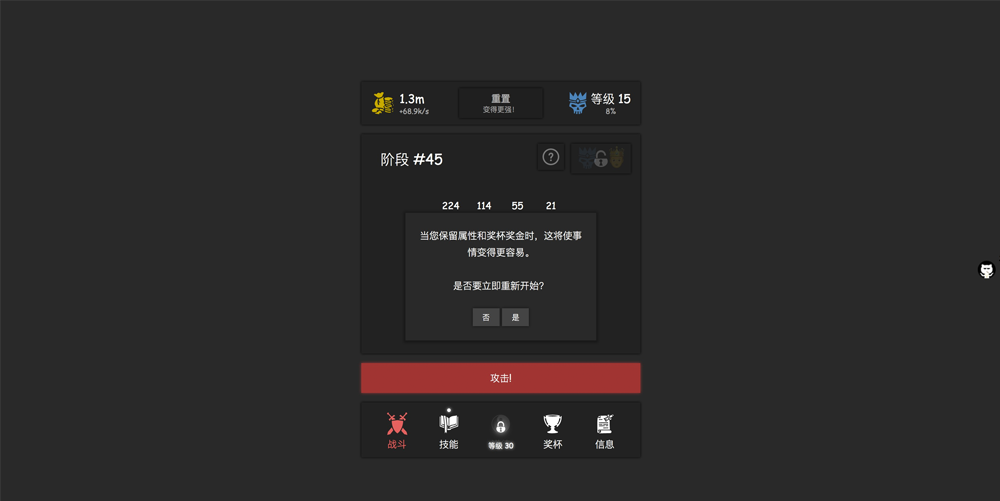 1.3m
+68.9k/s
重置
变得更强!
等级 15
8%
阶段 #45
224 114 55 21
当您保留属性和奖杯奖金时，这将使事
情变得更容易。
是否要立即重新开始?
否 是
攻击!
战斗 技能 等级 30 奖杯 信息